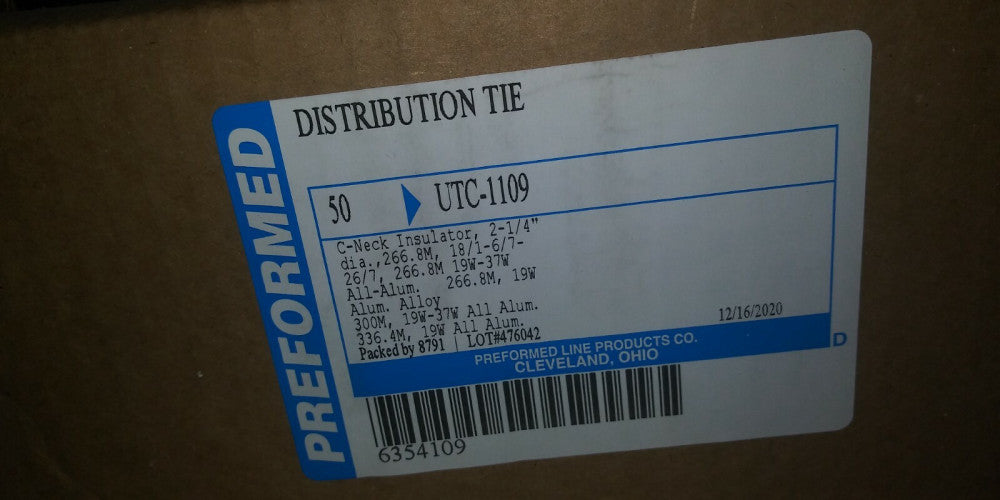 PREFORMED
DISTRIBUTION TIE
50 UTC-1109
C-Neck Insulator, 2-1/4"
dia.,266.8M, 18/1-6/7-
26/7, 266.8M 19W-37W
All-Alum. 266.8M, 19W
Alum. Alloy
300M, 19W-37W All Alum.
336.4M, 19W All Alum.
Packed by 8791 | LOT#476042
12/16/2020
PREFORMED LINE PRODUCTS CO.
CLEVELAND, OHIO
D
6354109